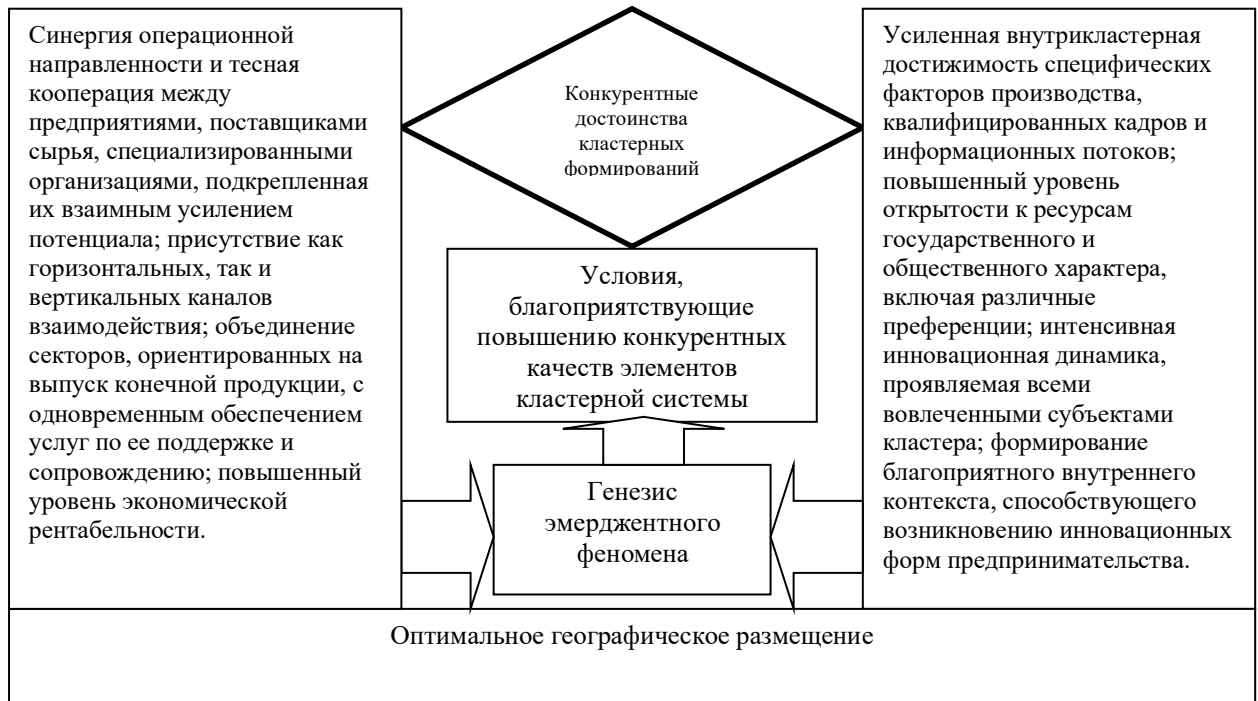 Синергия операционной
направленности и тесная
кооперация между
предприятиями, поставщиками
сырья, специализированными
организациями, подкрепленная
их взаимным усилением
потенциала; присутствие как
горизонтальных, так и
вертикальных каналов
взаимодействия; объединение
секторов, ориентированных на
выпуск конечной продукции, с
одновременным обеспечением
услуг по ее поддержке и
сопровождению; повышенный
уровень экономической
рентабельности.
Конкурентные
достоинства
кластерных
формирований
Условия,
благоприятствующие
повышению конкурентных
качеств элементов
кластерной системы
Генезис
эмерджентного
феномена
Усиленная внутрикластерная
достижимость специфических
факторов производства,
квалифицированных кадров и
информационных потоков;
повышенный уровень
открытости к ресурсам
государственного и
общественного характера,
включая различные
преференции; интенсивная
инновационная динамика,
проявляемая всеми
вовлеченными субъектами
кластера; формирование
благоприятного внутреннего
контекста, способствующего
возникновению инновационных
форм предпринимательства.
Оптимальное географическое размещение